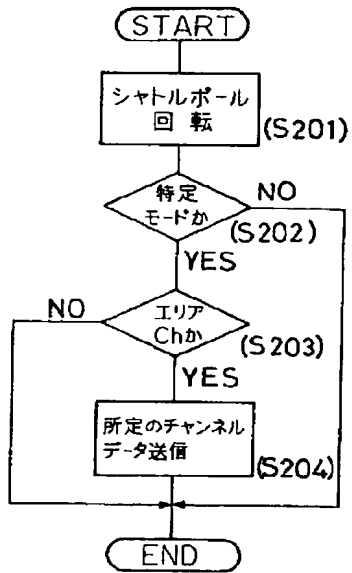 START
シャトルポール
回転
(S201)
特定
モードか
NO
(S202)
YES
NO
エリア
Chか
(S203)
YES
所定のチャンネル
データ送信
(S204)
END